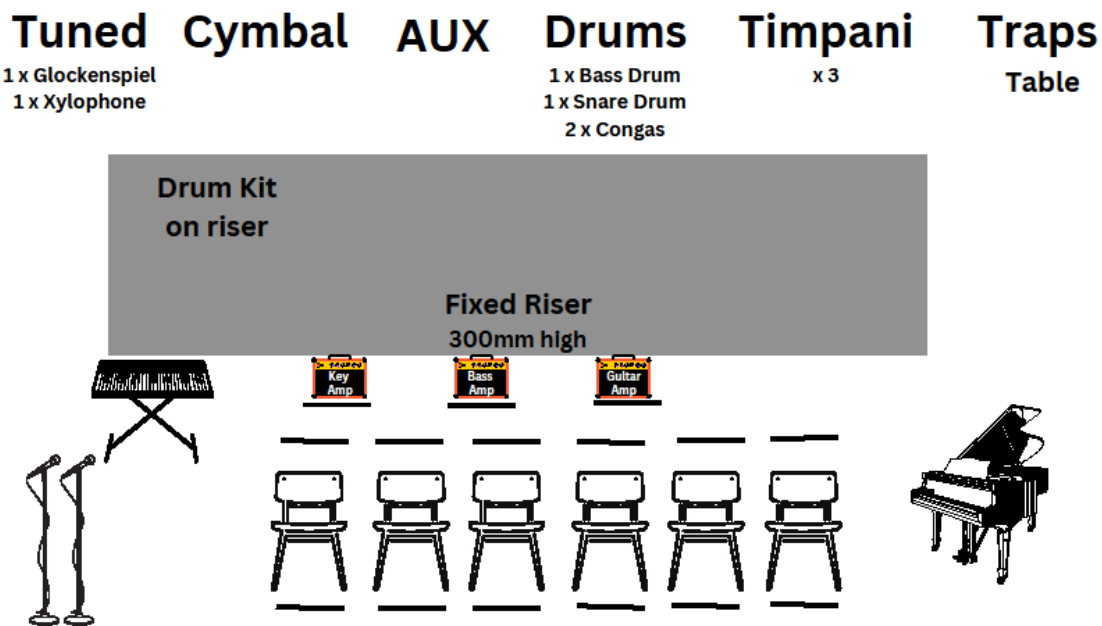 Tuned Cymbal AUX Drums Timpani Traps
1 x Glockenspiel
1 x Xylophone
1 x Bass Drum
1 x Snare Drum
2 x Congas
x 3
Table
Drum Kit
on riser
Fixed Riser
300mm high
Key
Amp
Bass
Amp
Guitar
Amp